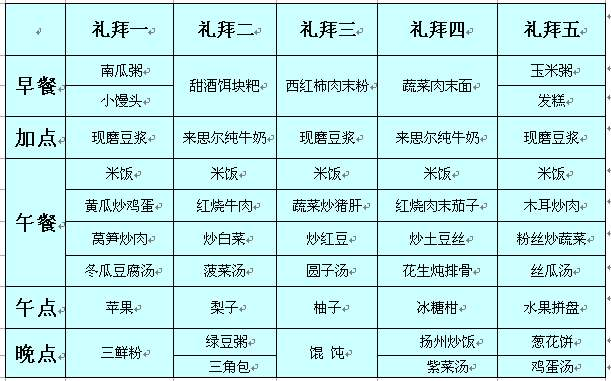 礼拜一 礼拜二 礼拜三 礼拜四 礼拜五
早餐 南瓜粥 小馒头 甜酒饵块粑 西红柿肉末粉 蔬菜肉末面 玉米粥 发糕
加点 现磨豆浆 来思尔纯牛奶 现磨豆浆 来思尔纯牛奶 现磨豆浆
午餐 米饭 米饭 米饭 米饭 米饭
黄瓜炒鸡蛋 红烧牛肉 蔬菜炒猪肝 红烧肉末茄子 木耳炒肉
莴笋炒肉 炒白菜 炒红豆 炒土豆丝 粉丝炒蔬菜
冬瓜豆腐汤 菠菜汤 圆子汤 花生炖排骨 丝瓜汤
午点 苹果 梨子 柚子 冰糖柑 水果拼盘
晚点 三鲜粉 绿豆粥 三角包 馄 饨 扬州炒饭 紫菜汤 葱花饼 鸡蛋汤